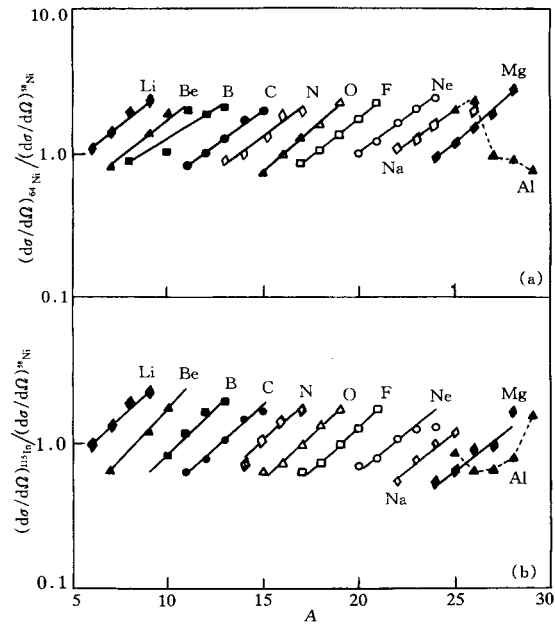 10.0
Li
Be
B
C
N
O
F
Ne
Mg
1.0
Na
Al
(dσ/dΩ)64Ni/(dσ/dΩ)58Ni
(a)
0.1
Li
Be
B
C
N
O
F
Ne
Mg
1.0
Na
Al
(dσ/dΩ)115In/(dσ/dΩ)58Ni
(b)
0.1
5
10
15
20
25
30
A